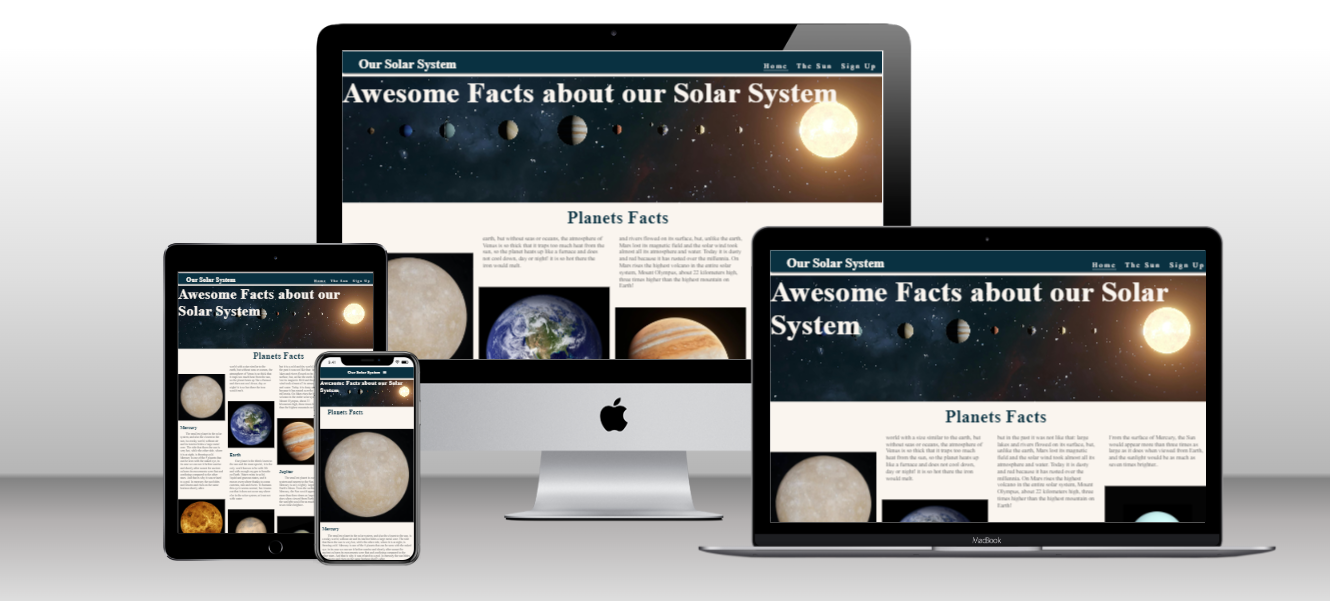 Our Solar System
Home The Sun Sign Up
Awesome Facts about our Solar System
Planets Facts
earth, but without seas or oceans, the atmosphere of
Venus is so thick that it traps too much heat from the
sun, so the planet heats up like a furnace and does
not cool down, day or night! it is so hot there the
iron would melt.
and rivers flowed on its surface, but, unlike the earth,
Mars lost its magnetic field and the solar wind took
almost all its atmosphere and water. Today it is dusty
and red because it has rusted over the millennia. On
Mars rises the highest volcano in the entire solar
system, Mount Olympus, about 22 kilometers high,
three times higher than the highest mountain on
Earth!
Our Solar System
Home The Sun Sign Up
Awesome Facts about our Solar
System
Planets Facts
world with a size similar to the earth, but
without seas or oceans, the atmosphere of
Venus is so thick that it traps too much
heat from the sun, so the planet heats up
like a furnace and does not cool down,
day or night! it is so hot there the iron
would melt.
but in the past it was not like that: large
lakes and rivers flowed on its surface, but,
unlike the earth, Mars lost its magnetic
field and the solar wind took almost all its
atmosphere and water. Today it is dusty
and red because it has rusted over the
millennia. On Mars rises the highest
volcano in the entire solar system, Mount
Olympus, about 22 kilometers high, three
times higher than the highest mountain on
Earth!
from the surface of Mercury, the Sun
would appear more than three times as
large as it does when viewed from Earth,
and the sunlight would be as much as
seven times brighter.
MacBook
Our Solar System
Home The Sun Sign Up
Awesome Facts about our
Solar System
Planets Facts
Mercury
Earth
Jupiter
Our Solar System
Awesome Facts about our Solar
System
Planets Facts
Mercury